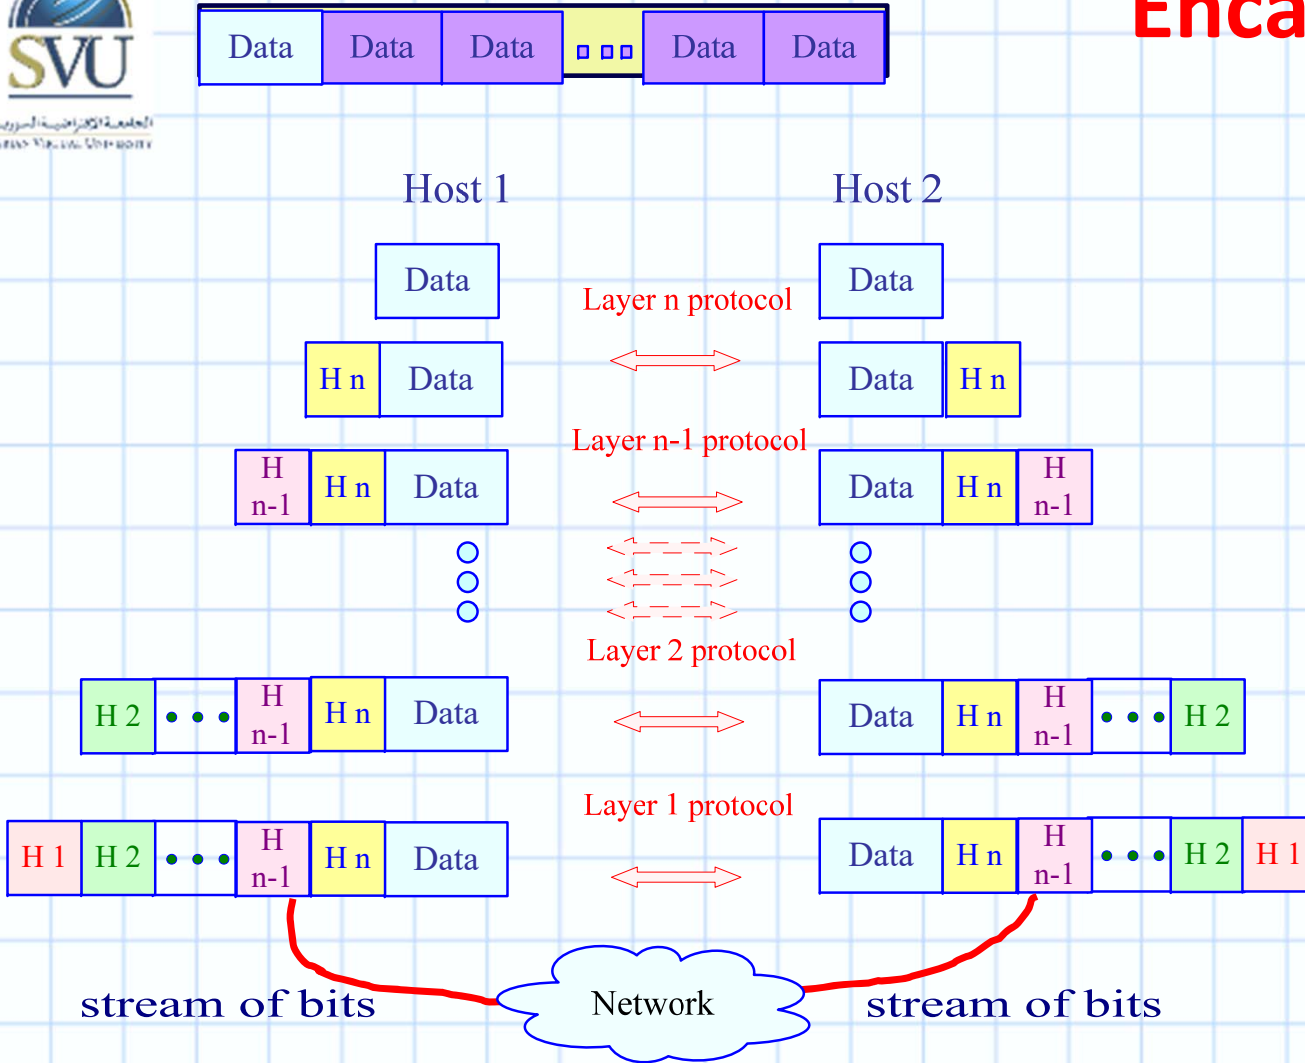 Enca
SVU
Data Data Data Data Data
Host 1 Host 2
Data Data
Layer n protocol
H n Data Data H n
Layer n-1 protocol
H n-1 H n Data Data H n H n-1
Layer 2 protocol
H 2 H n-1 H n Data Data H n H n-1 H 2
Layer 1 protocol
H 1 H 2 H n-1 H n Data Data H n H n-1 H 2 H 1
stream of bits Network stream of bits